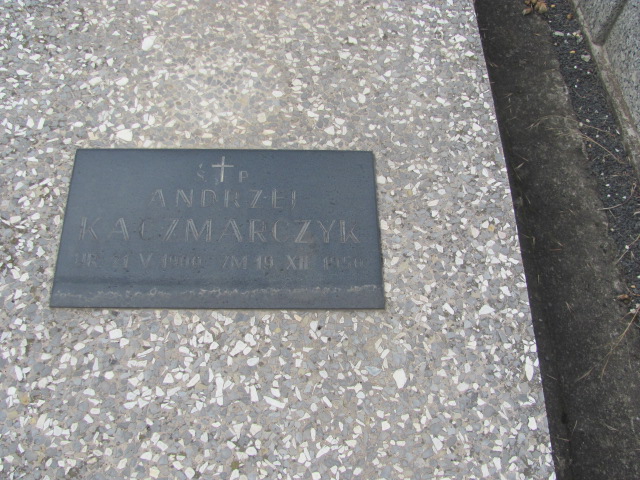 Ś P
ANDRZEJ
KACZMARCZYK
UR. V. ZM 19. XII